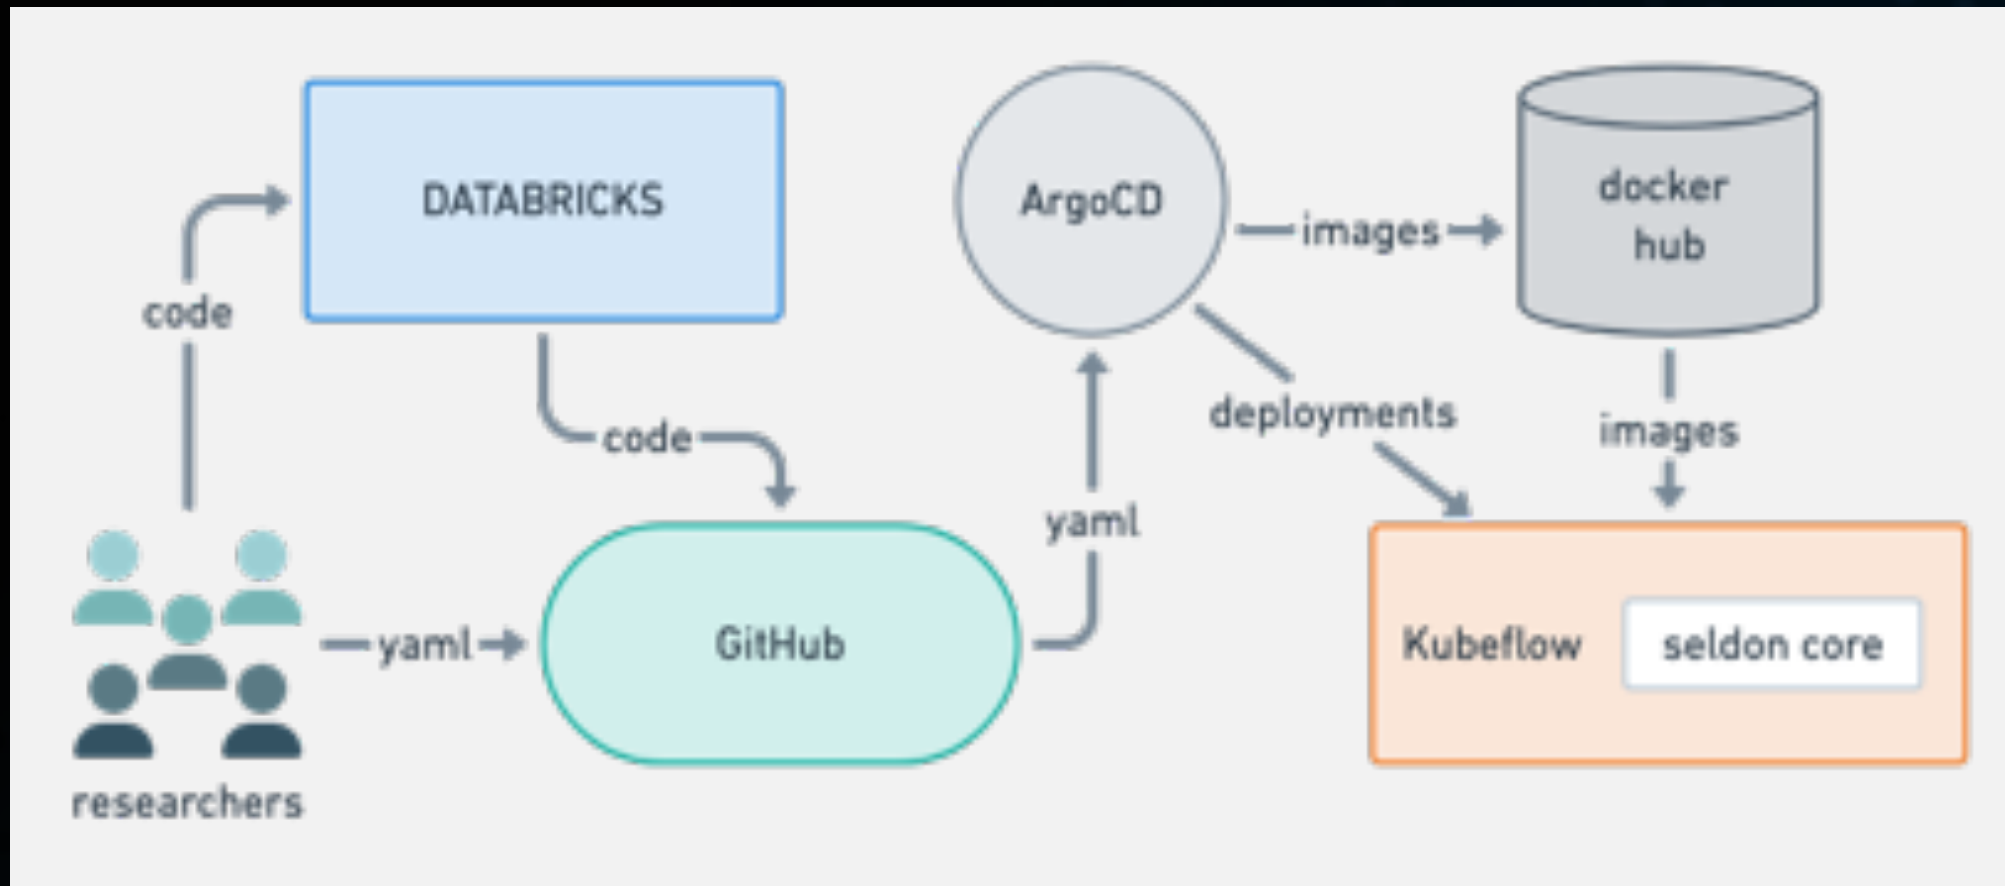 DATABRICKS
ArgoCD
docker
hub
images
code
deployments
images
code
yaml
yaml
GitHub
Kubeflow
seldon core
researchers